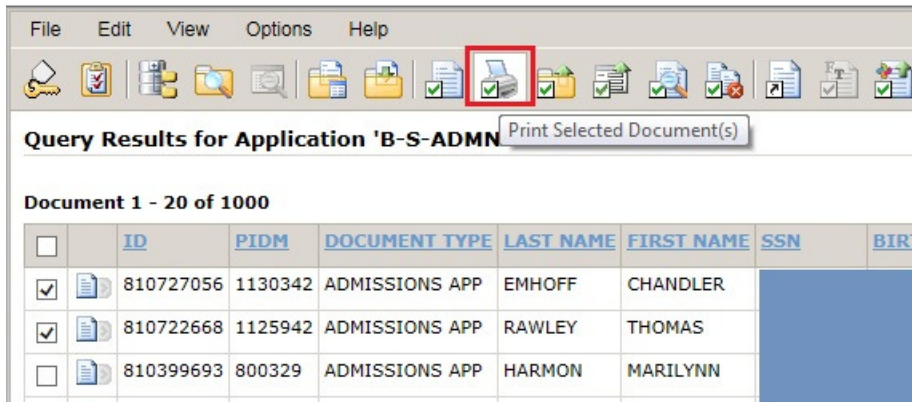 File Edit View Options Help
Print Selected Document(s)
Query Results for Application 'B-S-ADMN
Document 1 - 20 of 1000
ID PIDM DOCUMENT TYPE LAST NAME FIRST NAME SSN BIRT
810727056 1130342 ADMISSIONS APP EMHOFF CHANDLER
810722668 1125942 ADMISSIONS APP RAWLEY THOMAS
810399693 800329 ADMISSIONS APP HARMON MARILYNN